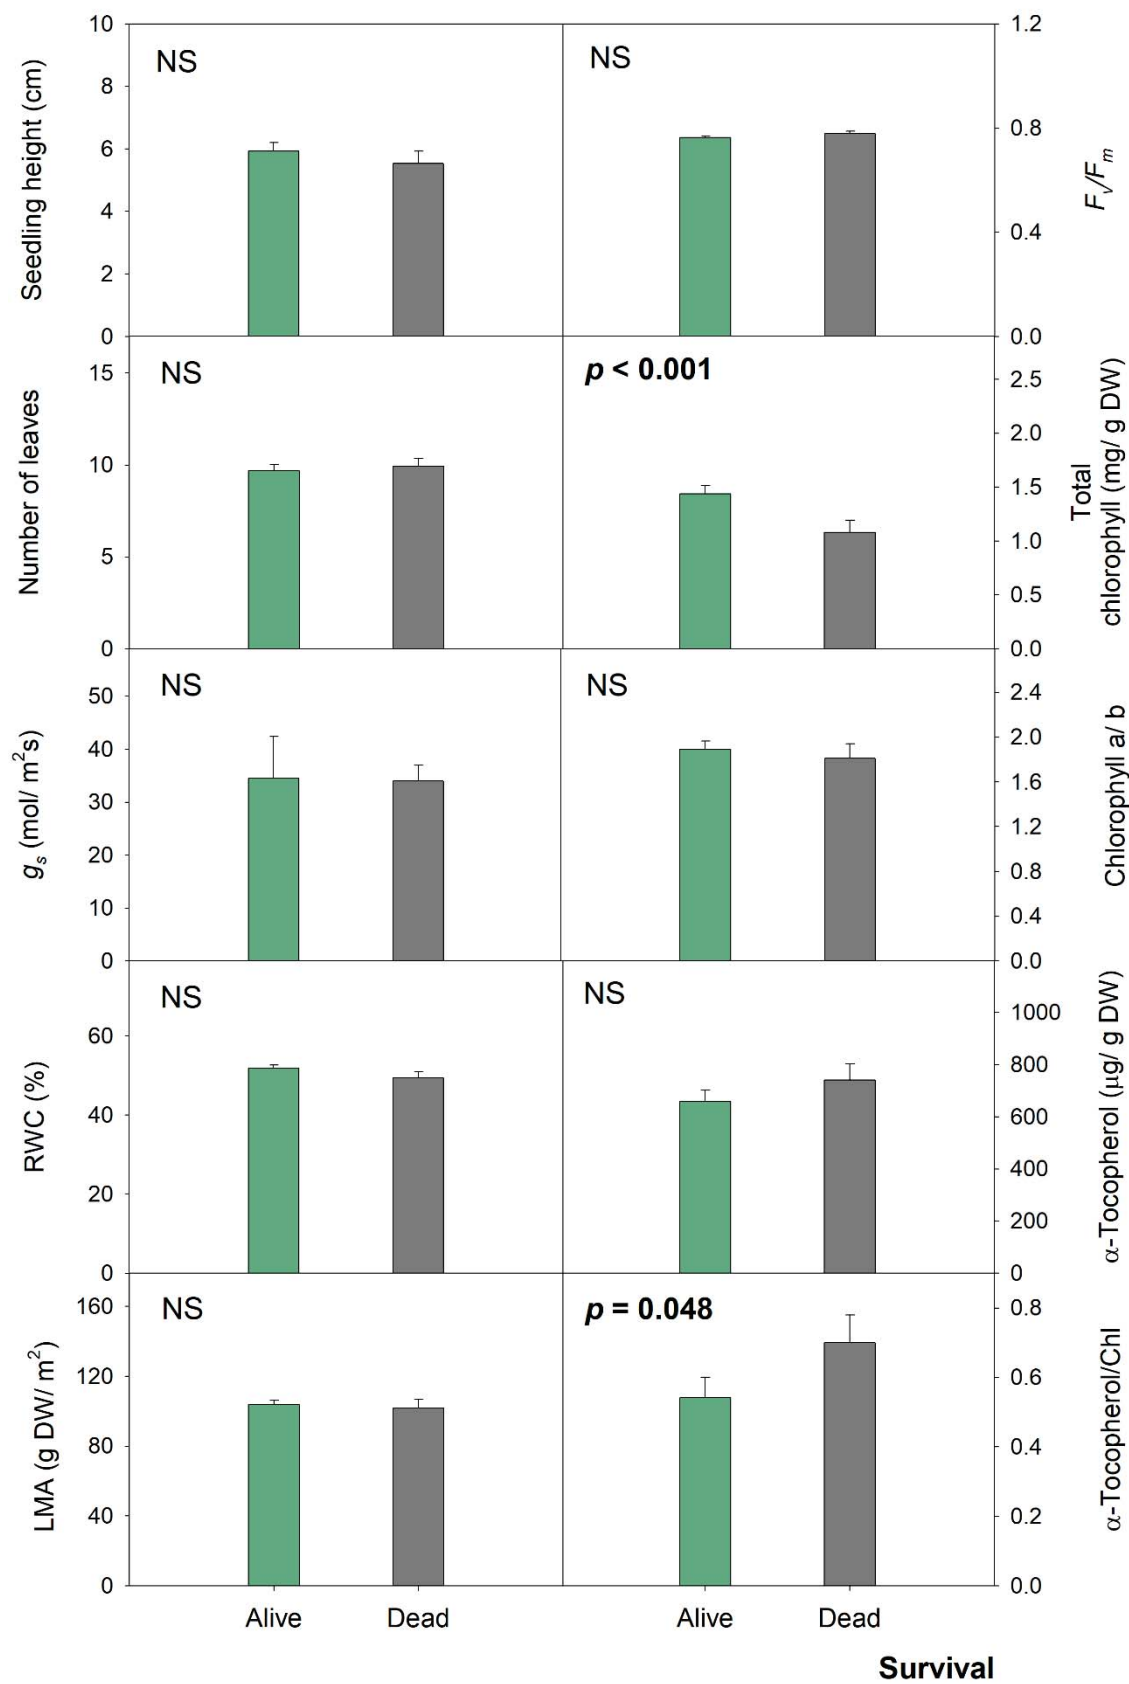 Seedling height (cm)
10
8
6
4
2
0
NS
NS
1.2
0.8
0.4
0.0
Fv/Fm
Number of leaves
15
10
5
0
NS
p < 0.001
2.5
2.0
1.5
1.0
0.5
0.0
Total
chlorophyll (mg/ g DW)
gs (mol/ m²s)
50
40
30
20
10
0
NS
NS
2.4
2.0
1.6
1.2
0.8
0.4
0.0
Chlorophyll a/ b
RWC (%)
60
40
20
0
NS
NS
1000
800
600
400
200
0
α-Tocopherol (µg/ g DW)
LMA (g DW/ m²)
160
120
80
40
0
NS
p = 0.048
0.8
0.6
0.4
0.2
0.0
α-Tocopherol/Chl
Alive Dead Alive Dead
Survival